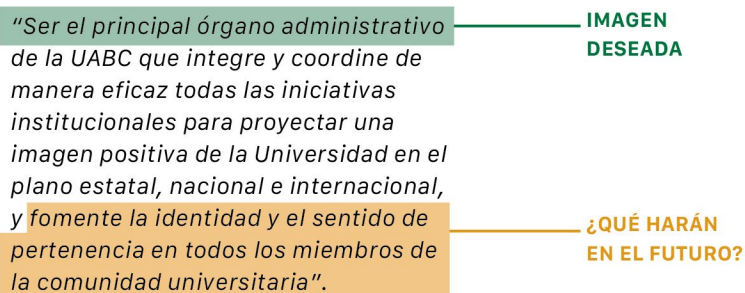 “Ser el principal órgano administrativo
de la UABC que integre y coordine de
manera eficaz todas las iniciativas
institucionales para proyectar una
imagen positiva de la Universidad en el
plano estatal, nacional e internacional,
y fomente la identidad y el sentido de
pertenencia en todos los miembros de
la comunidad universitaria”.
IMAGEN
DESEADA
¿QUÉ HARÁN
EN EL FUTURO?